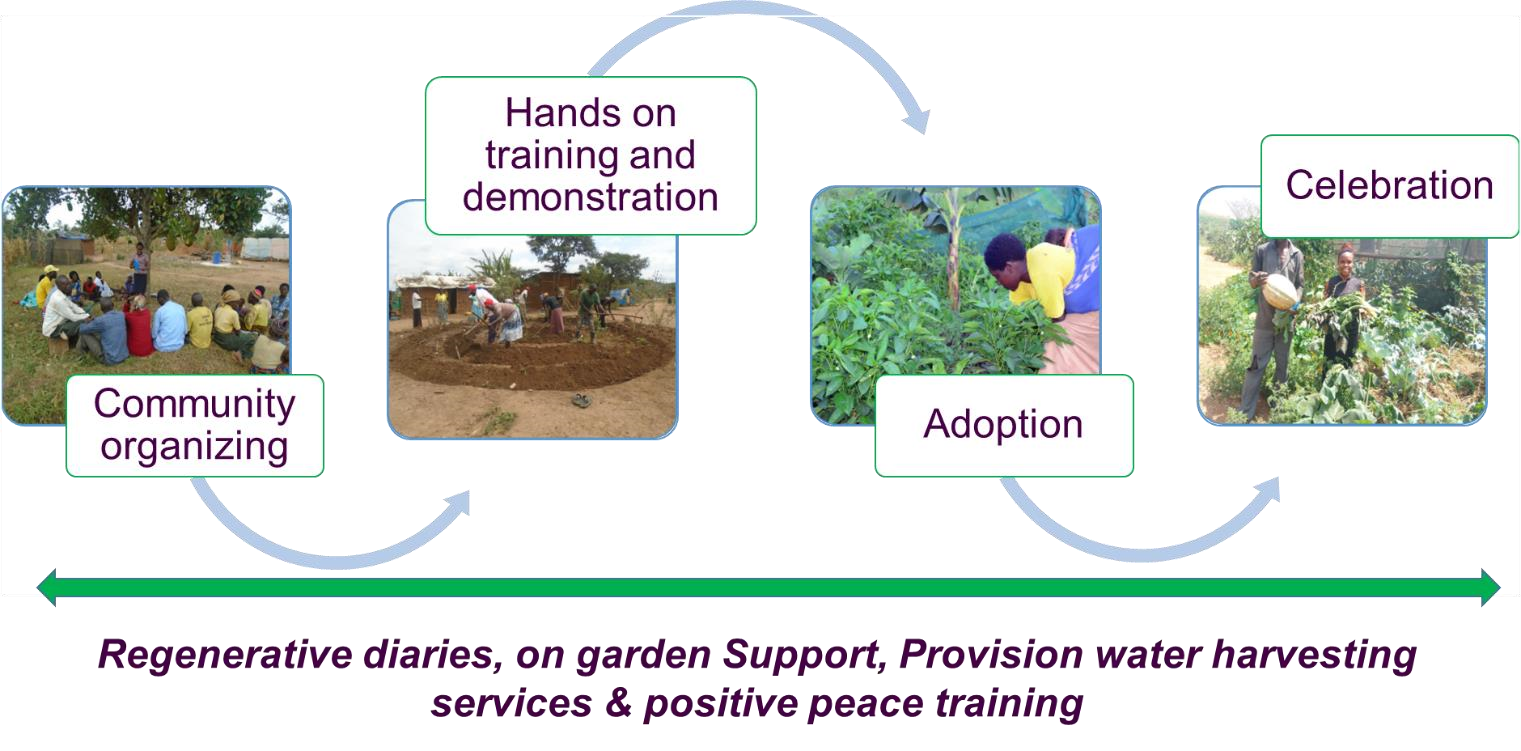 Community
organizing
Hands on
training and
demonstration
Adoption
Celebration
Regenerative diaries, on garden Support, Provision water harvesting
services & positive peace training